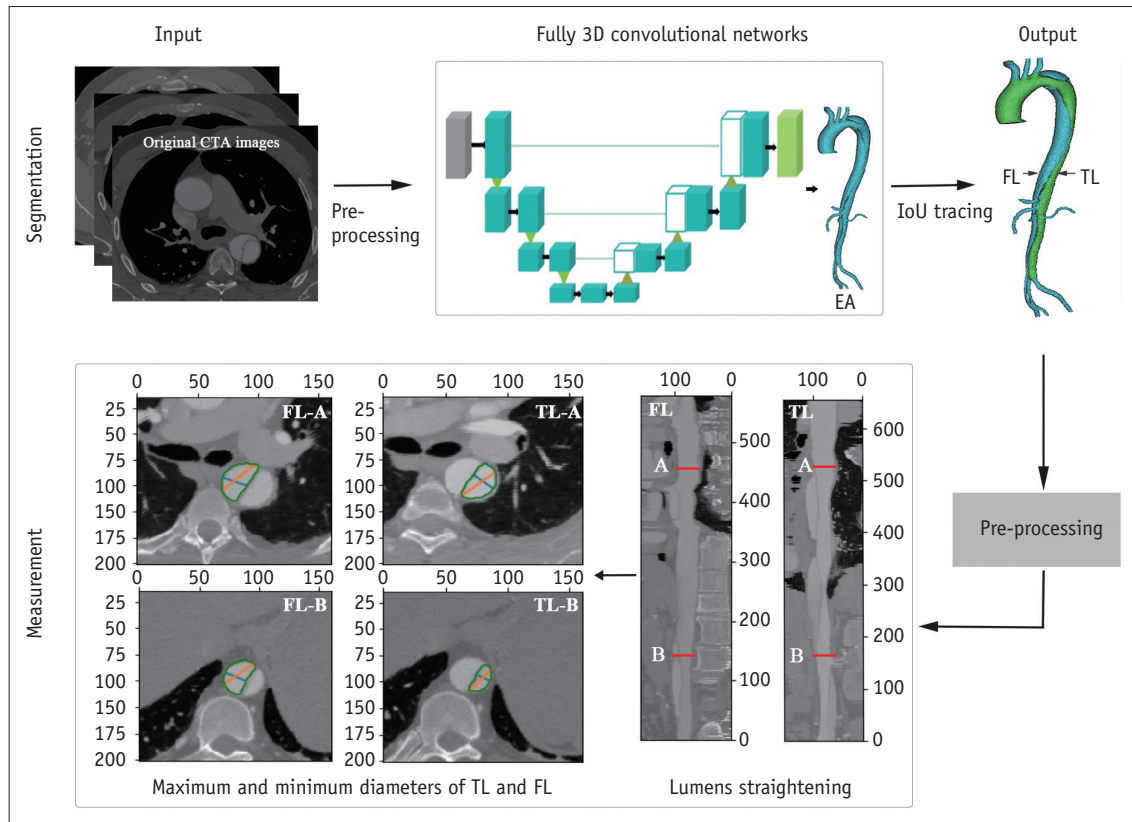 Input
Fully 3D convolutional networks
Output
Segmentation
Original CTA images
Pre-
processing
EA
IoU tracing
FL
TL
Measurement
0 50 100 150
0 50 100 150
25
50
75
100
125
150
175
200
FL-A
25
50
75
100
125
150
175
200
TL-A
0 50 100 150
0 50 100 150
25
50
75
100
125
150
175
200
FL-B
25
50
75
100
125
150
175
200
TL-B
Maximum and minimum diameters of TL and FL
100 0
FL
A
B
500
400
300
200
100
0
100 0
TL
A
B
600
500
400
300
200
100
0
Lumens straightening
Pre-processing